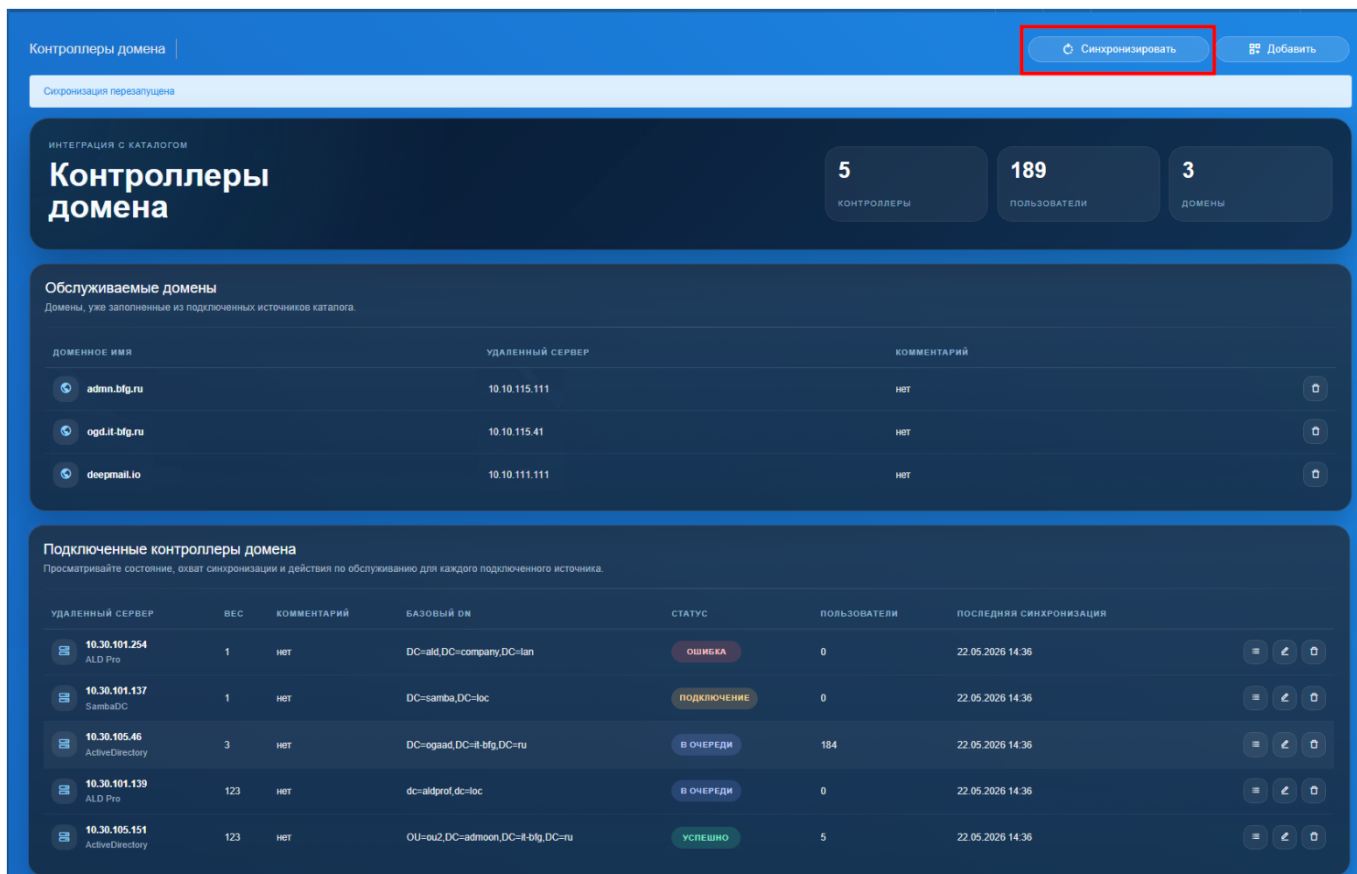 Контроллеры домена
Синхронизировать
Добавить
Сихронизация перезапущена
ИНТЕГРАЦИЯ С КАТАЛОГОМ
Контроллеры
домена
5
КОНТРОЛЛЕРЫ
189
ПОЛЬЗОВАТЕЛИ
3
ДОМЕНЫ
Обслуживаемые домены
Домены, уже заполненные из подключенных источников каталога.
ДОМЕННОЕ ИМЯ УДАЛЕННЫЙ СЕРВЕР КОММЕНТАРИЙ
admn.bfg.ru 10.10.115.111 нет
ogd.it-bfg.ru 10.10.115.41 нет
deepmail.io 10.10.111.111 нет
Подключенные контроллеры домена
Просматривайте состояние, охват синхронизации и действия по обслуживанию для каждого подключенного источника.
УДАЛЕННЫЙ СЕРВЕР ВЕС КОММЕНТАРИЙ БАЗОВЫЙ DN СТАТУС ПОЛЬЗОВАТЕЛИ ПОСЛЕДНЯЯ СИНХРОНИЗАЦИЯ
10.30.101.254 1 нет DC=ald,DC=company,DC=lan ОШИБКА 0 22.05.2026 14:36
ALD Pro
10.30.101.137 1 нет DC=samba,DC=loc ПОДКЛЮЧЕНИЕ 0 22.05.2026 14:36
SambaDC
10.30.105.46 3 нет DC=ogaad,DC=it-bfg,DC=ru В ОЧЕРЕДИ 184 22.05.2026 14:36
ActiveDirectory
10.30.101.139 123 нет dc=aldprof,dc=loc В ОЧЕРЕДИ 0 22.05.2026 14:36
ALD Pro
10.30.105.151 123 нет OU=ou2,DC=admoon,DC=it-bfg,DC=ru УСПЕШНО 5 22.05.2026 14:36
ActiveDirectory